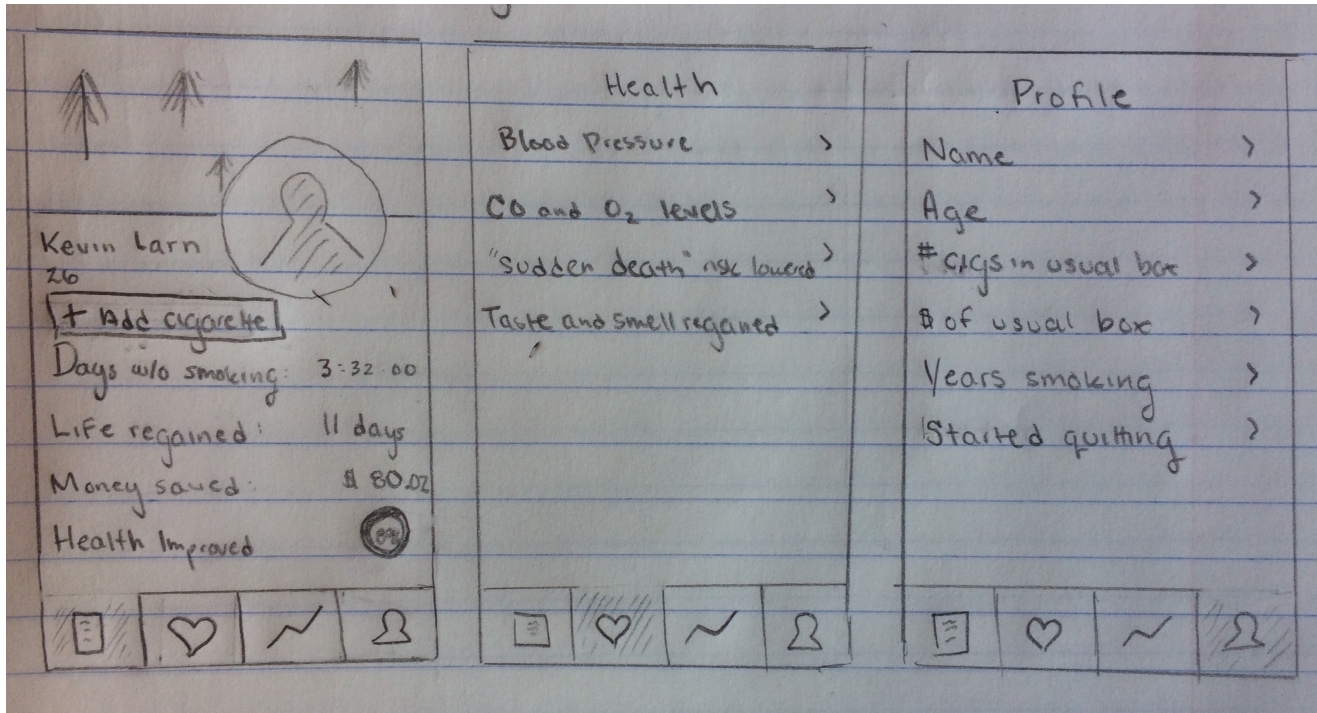 Kevin Larn
26
+ Add cigarette
Days w/o smoking: 3:32:00
Life regained: 11 days
Money saved: $ 80.02
Health Improved
Health
Blood Pressure >
CO and O₂ levels >
"sudden death" risk lowered >
Taste and smell regained >
Profile
Name >
Age >
# cigs in usual box >
$ of usual box >
Years smoking >
Started quitting >